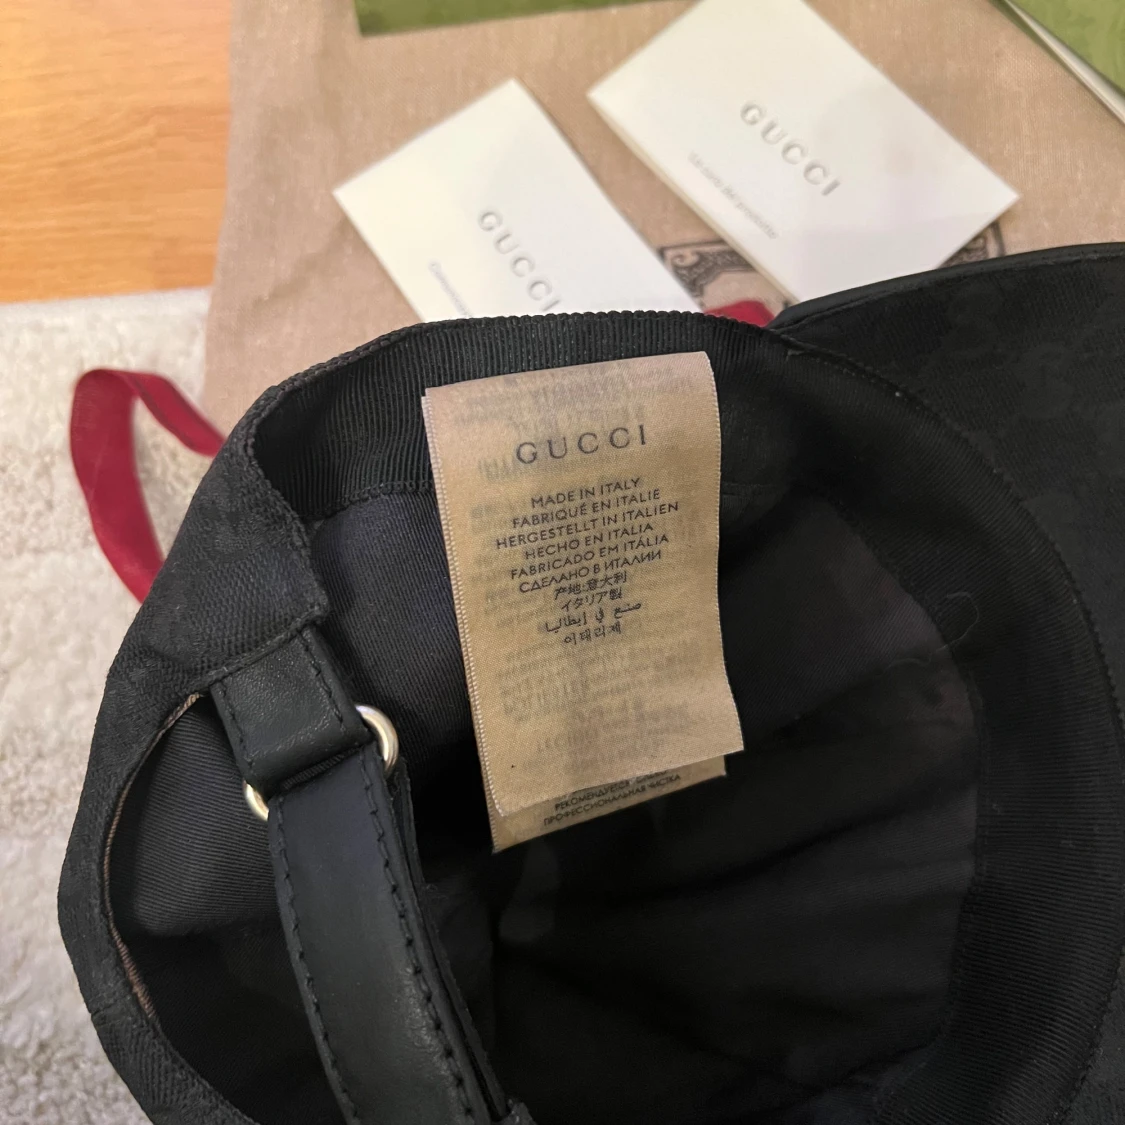 GUCCI
GUCCI
GUCCI
MADE IN ITALY
FABRIQUÉ EN ITALIE
HERGESTELLT IN ITALIEN
HECHO EN ITALIA
FABRICADO EM ITÁLIA
СДЕЛАНО В ИТАЛИИ
产地:意大利
イタリア製
صنع في إيطاليا
이태리제
РЕКОМЕНДУЕТСЯ
ПРОФЕССИОНАЛЬНАЯ ЧИСТКА